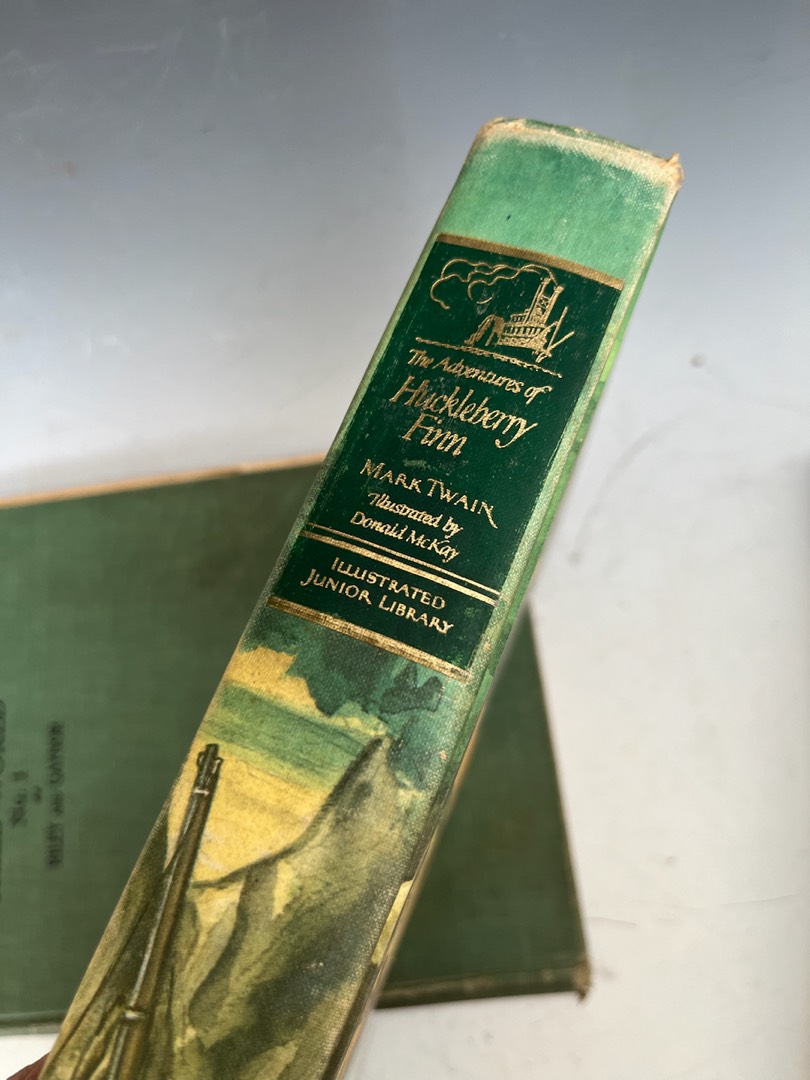 The Adventures of
Huckleberry
Finn
MARK TWAIN
Illustrated by
Donald McKay
ILLUSTRATED
JUNIOR LIBRARY